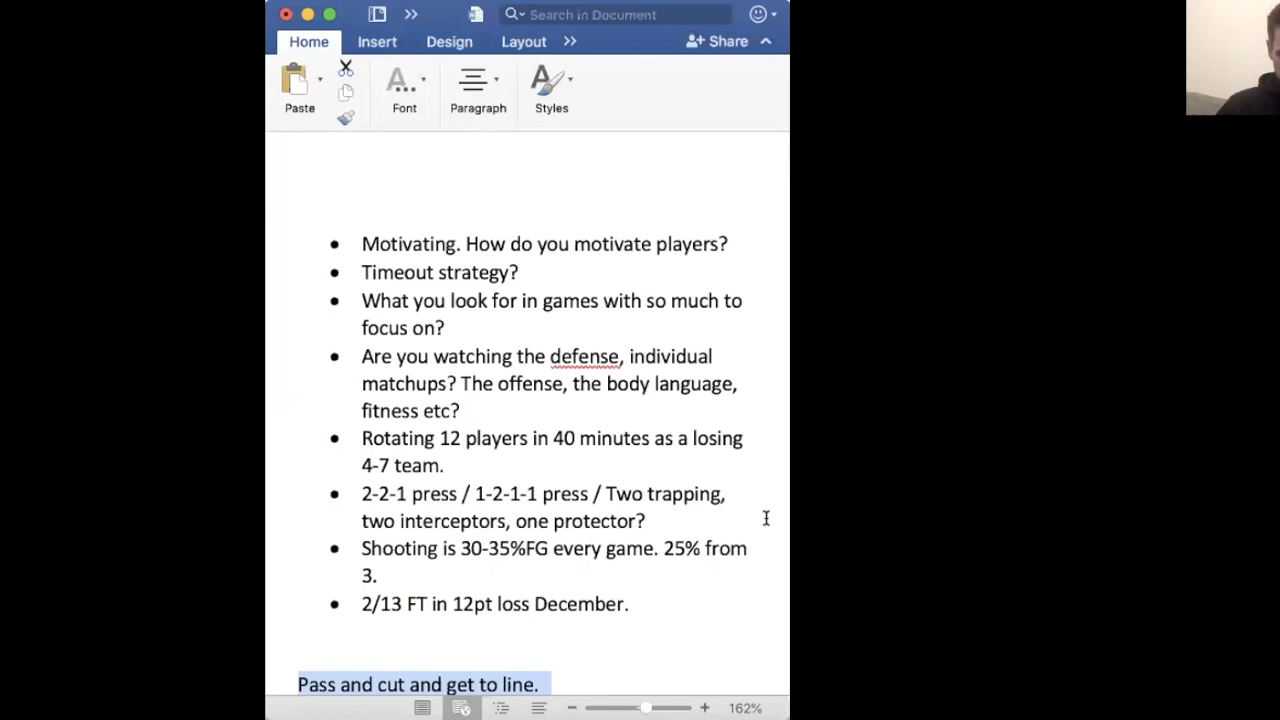 Search in Document
Home Insert Design Layout Share
Paste Font Paragraph Styles
Motivating. How do you motivate players?
Timeout strategy?
What you look for in games with so much to
focus on?
Are you watching the defense, individual
matchups? The offense, the body language,
fitness etc?
Rotating 12 players in 40 minutes as a losing
4-7 team.
2-2-1 press / 1-2-1-1 press / Two trapping,
two interceptors, one protector?
Shooting is 30-35%FG every game. 25% from
3.
2/13 FT in 12pt loss December.
Pass and cut and get to line.
162%